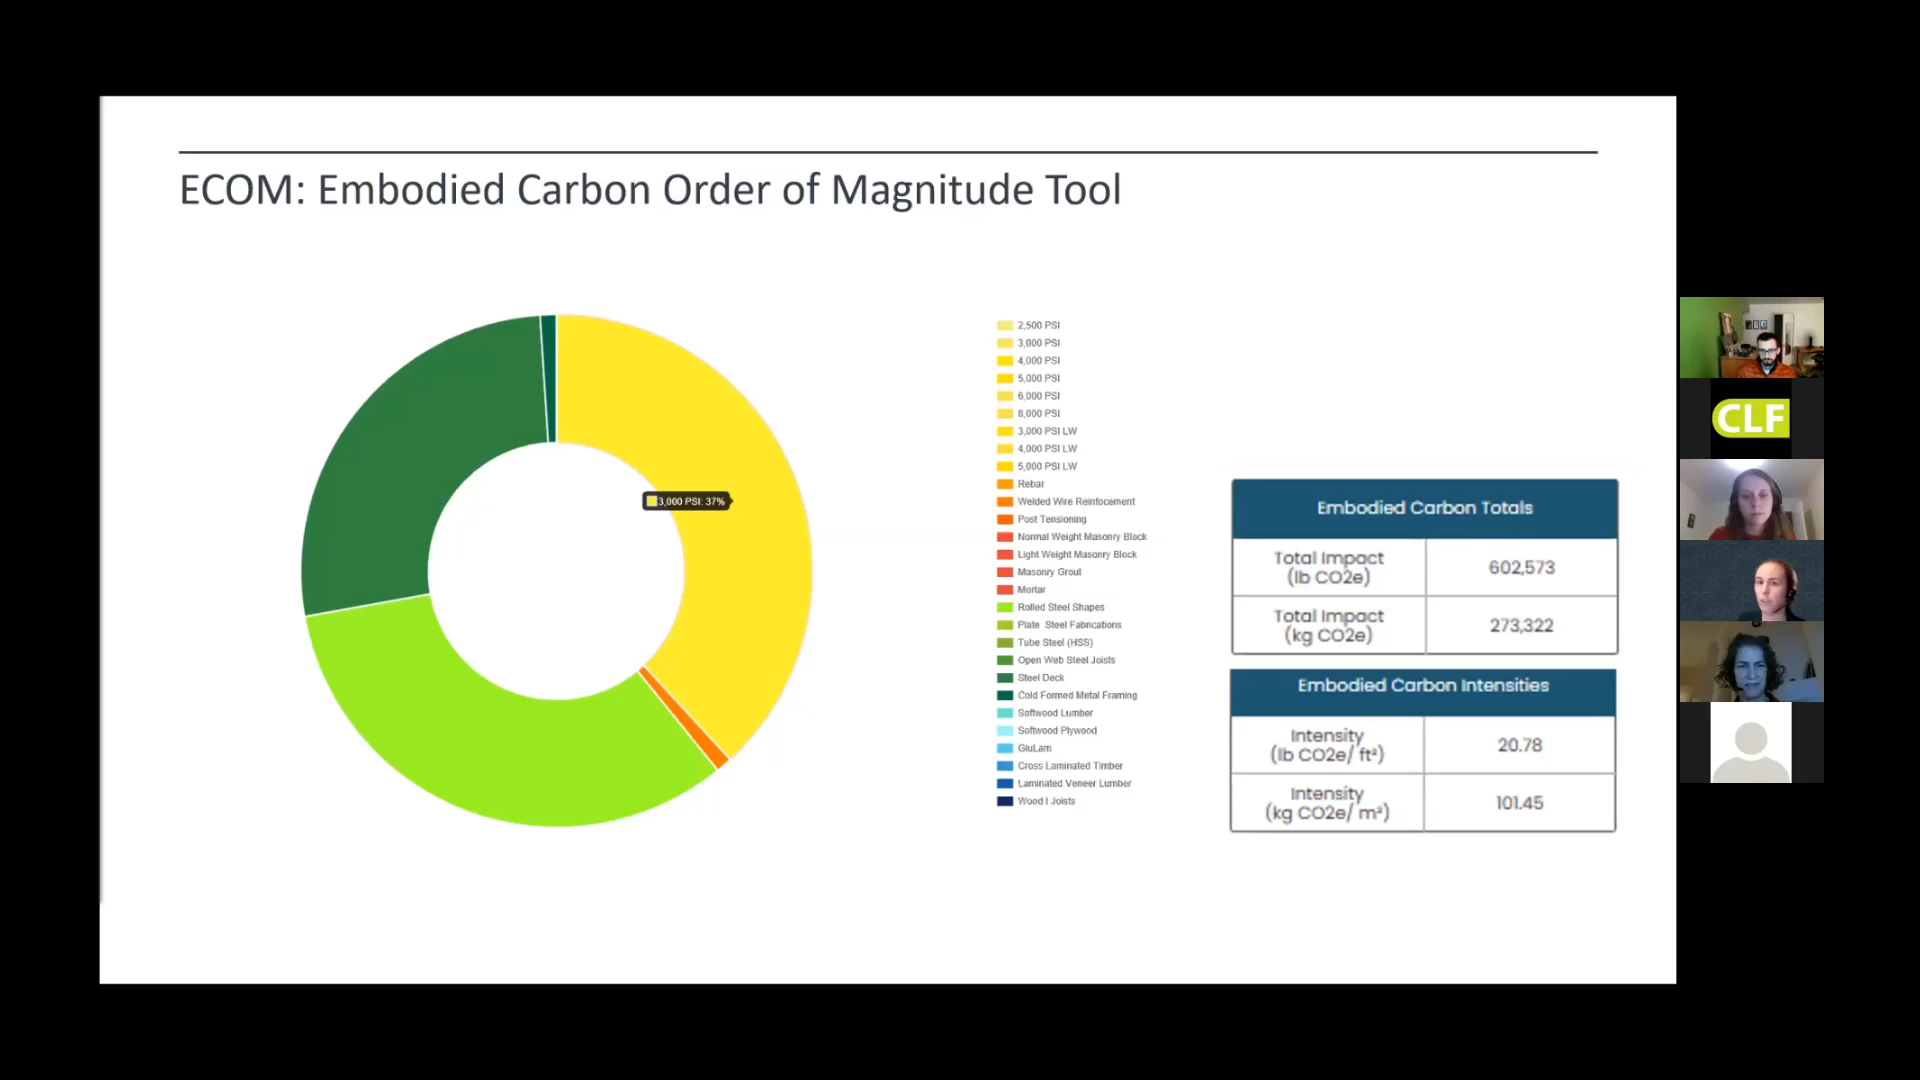 ECOM: Embodied Carbon Order of Magnitude Tool
3,000 PSI: 37%
2,500 PSI
3,000 PSI
4,000 PSI
5,000 PSI
6,000 PSI
8,000 PSI
3,000 PSI LW
4,000 PSI LW
5,000 PSI LW
Rebar
Welded Wire Reinfocement
Post Tensioning
Normal Weight Masonry Block
Light Weight Masonry Block
Masonry Grout
Mortar
Rolled Steel Shapes
Plate Steel Fabrications
Tube Steel (HSS)
Open Web Steel Joists
Steel Deck
Cold Formed Metal Framing
Softwood Lumber
Softwood Plywood
GluLam
Cross Laminated Timber
Laminated Veneer Lumber
Wood I Joists
Embodied Carbon Totals
Total Impact
(lb CO2e)
602,573
Total Impact
(kg CO2e)
273,322
Embodied Carbon Intensities
Intensity
(lb CO2e/ ft²)
20.78
Intensity
(kg CO2e/ m²)
101.45
CLF